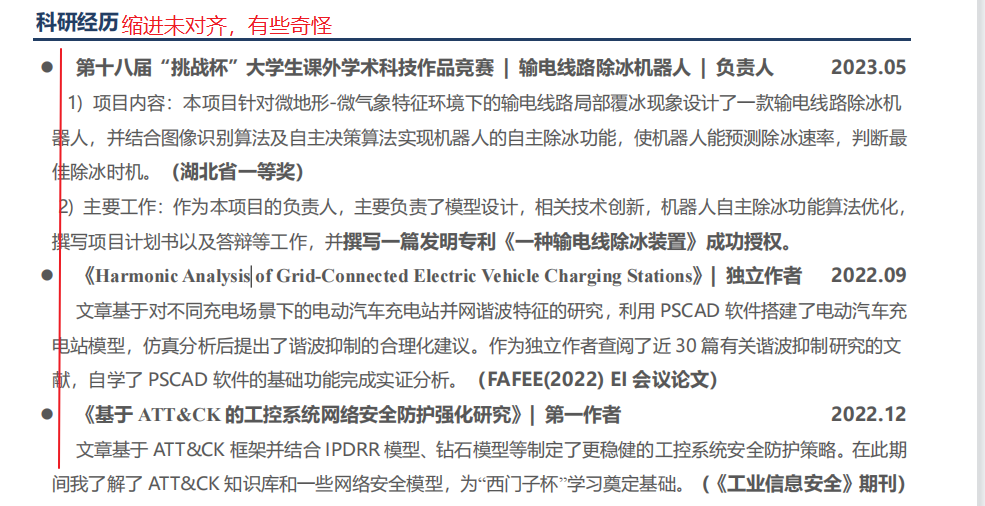 科研经历 缩进未对齐，有些奇怪
● 第十八届“挑战杯”大学生课外学术科技作品竞走 | 输电线路除冰机器人 | 负责人 2023.05
1) 项目内容：本项目针对微地形-微气象特征环境下的输电线路局部覆冰现象设计了一款输电线路除冰机
器人，并结合图像识别算法及自主决策算法实现机器人的自主除冰功能，使机器人能预测除冰速率，判断最
佳除冰时机。（湖北省一等奖）
2) 主要工作：作为本项目的负责人，主要负责了模型设计，相关技术创新，机器人自主除冰功能算法优化，
撰写项目计划书以及答辩等工作，并撰写一篇发明专利《一种输电线除冰装置》成功授权。
● 《Harmonic Analysis of Grid-Connected Electric Vehicle Charging Stations》| 独立作者 2022.09
文章基于对不同充电场景下的电动汽车充电站并网谐波特征的研究，利用 PSCAD 软件搭建了电动汽车充
电站模型，仿真分析后提出了谐波抑制的合理化建议。作为独立作者查阅了近 30 篇有关谐波抑制研究的文
献，自学了 PSCAD 软件的基础功能完成实证分析。（FAFEE(2022) EI 会议论文）
● 《基于 ATT&CK 的工控系统网络安全防护强化研究》| 第一作者 2022.12
文章基于 ATT&CK 框架并结合 IPDRR 模型、钻石模型等制定了更稳健的工控系统安全防护策略。在此期
间我了解了 ATT&CK 知识库和一些网络安全模型，为“西门子杯”学习奠定基础。（《工业信息安全》期刊）